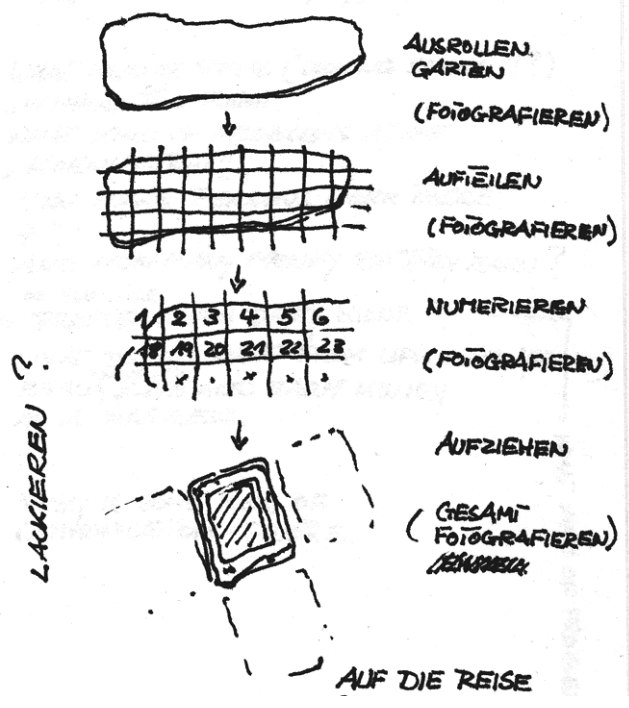 AUSROLLEN
GARTEN
(FOTOGRAFIEREN)
AUFTEILEN
(FOTOGRAFIEREN)
NUMERIEREN
1 2 3 4 5 6
18 19 20 21 22 23
(FOTOGRAFIEREN)
LACKIEREN ?
AUFZIEHEN
(GESAMT
FOTOGRAFIEREN)
AUF DIE REISE